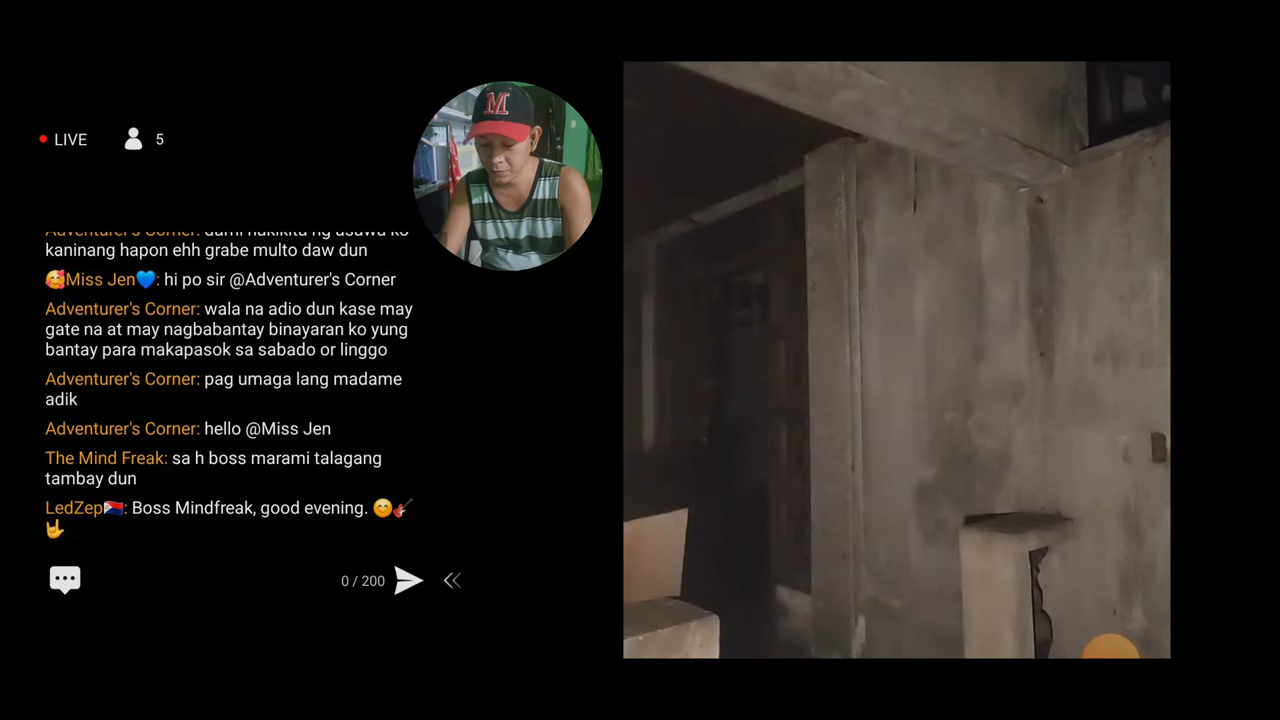 LIVE 5
M
kaninang hapon ehh grabe multo daw dun
🥰Miss Jen💙: hi po sir @Adventurer's Corner
Adventurer's Corner: wala na adio dun kase may
gate na at may nagbabantay binayaran ko yung
bantay para makapasok sa sabado or linggo
Adventurer's Corner: pag umaga lang madame
adik
Adventurer's Corner: hello @Miss Jen
The Mind Freak: sa h boss marami talagang
tambay dun
LedZep🇵🇭: Boss Mindfreak, good evening. 😊🎸
🤘
0 / 200